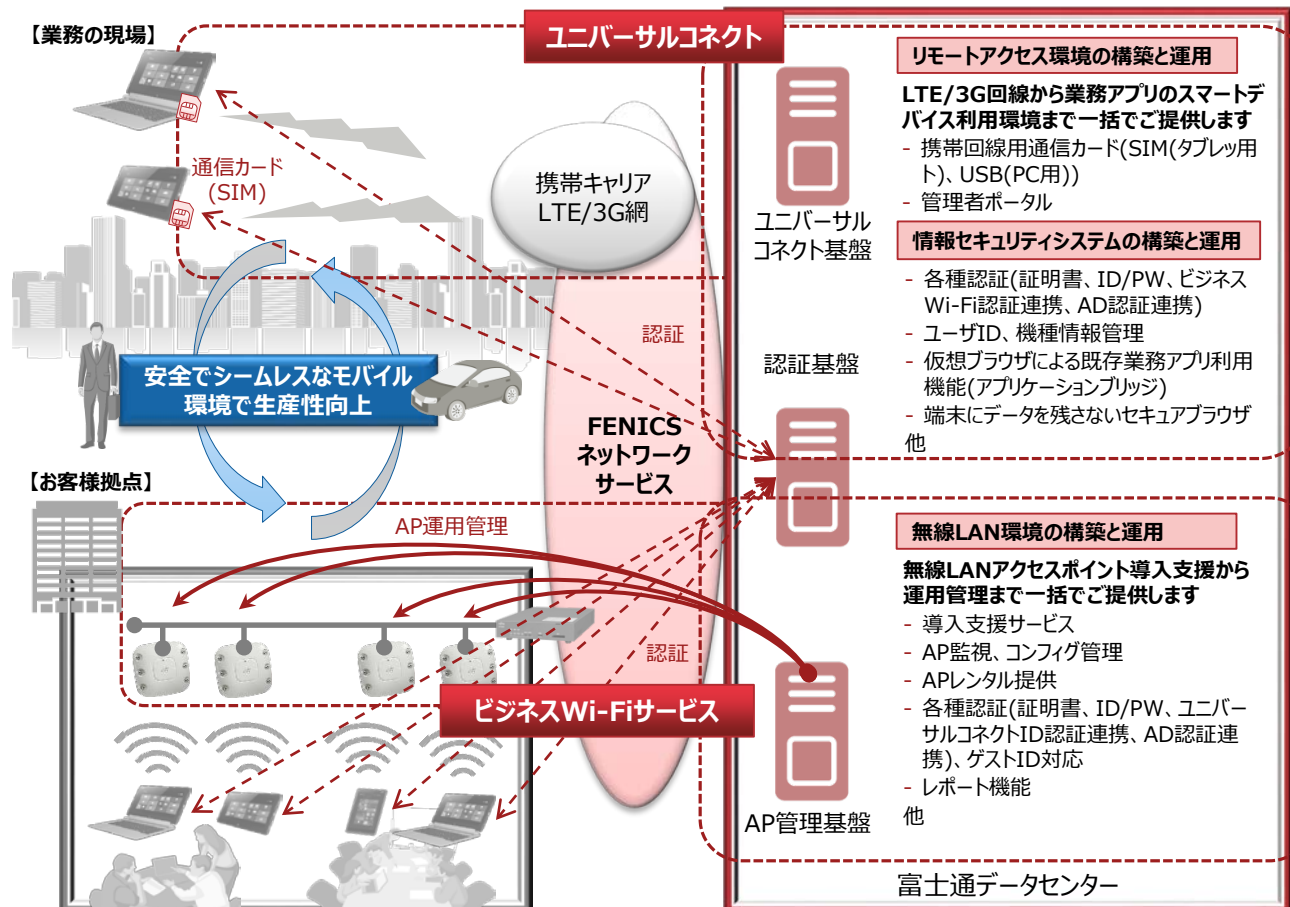 【業務の現場】
ユニバーサルコネクト
通信カード
(SIM)
携帯キャリア
LTE/3G網
認証
安全でシームレスなモバイル
環境で生産性向上
FENICS
ネットワーク
サービス
【お客様拠点】
AP運用管理
認証
ビジネスWi-Fiサービス
ユニバーサル
コネクト基盤
認証基盤
AP管理基盤
リモートアクセス環境の構築と運用
LTE/3G回線から業務アプリのスマートデ
バイス利用環境まで一括でご提供します
- 携帯回線用通信カード(SIM(タブレッ用
ト)、USB(PC用))
- 管理者ポータル
情報セキュリティシステムの構築と運用
- 各種認証(証明書、ID/PW、ビジネス
Wi-Fi認証連携、AD認証連携)
- ユーザID、機種情報管理
- 仮想ブラウザによる既存業務アプリ利用
機能(アプリケーションブリッジ)
- 端末にデータを残さないセキュアブラウザ
他
無線LAN環境の構築と運用
無線LANアクセスポイント導入支援から
運用管理まで一括でご提供します
- 導入支援サービス
- AP監視、コンフィグ管理
- APレンタル提供
- 各種認証(証明書、ID/PW、ユニバー
サルコネクトID認証連携、AD認証連
携)、ゲストID対応
- レポート機能
他
富士通データセンター